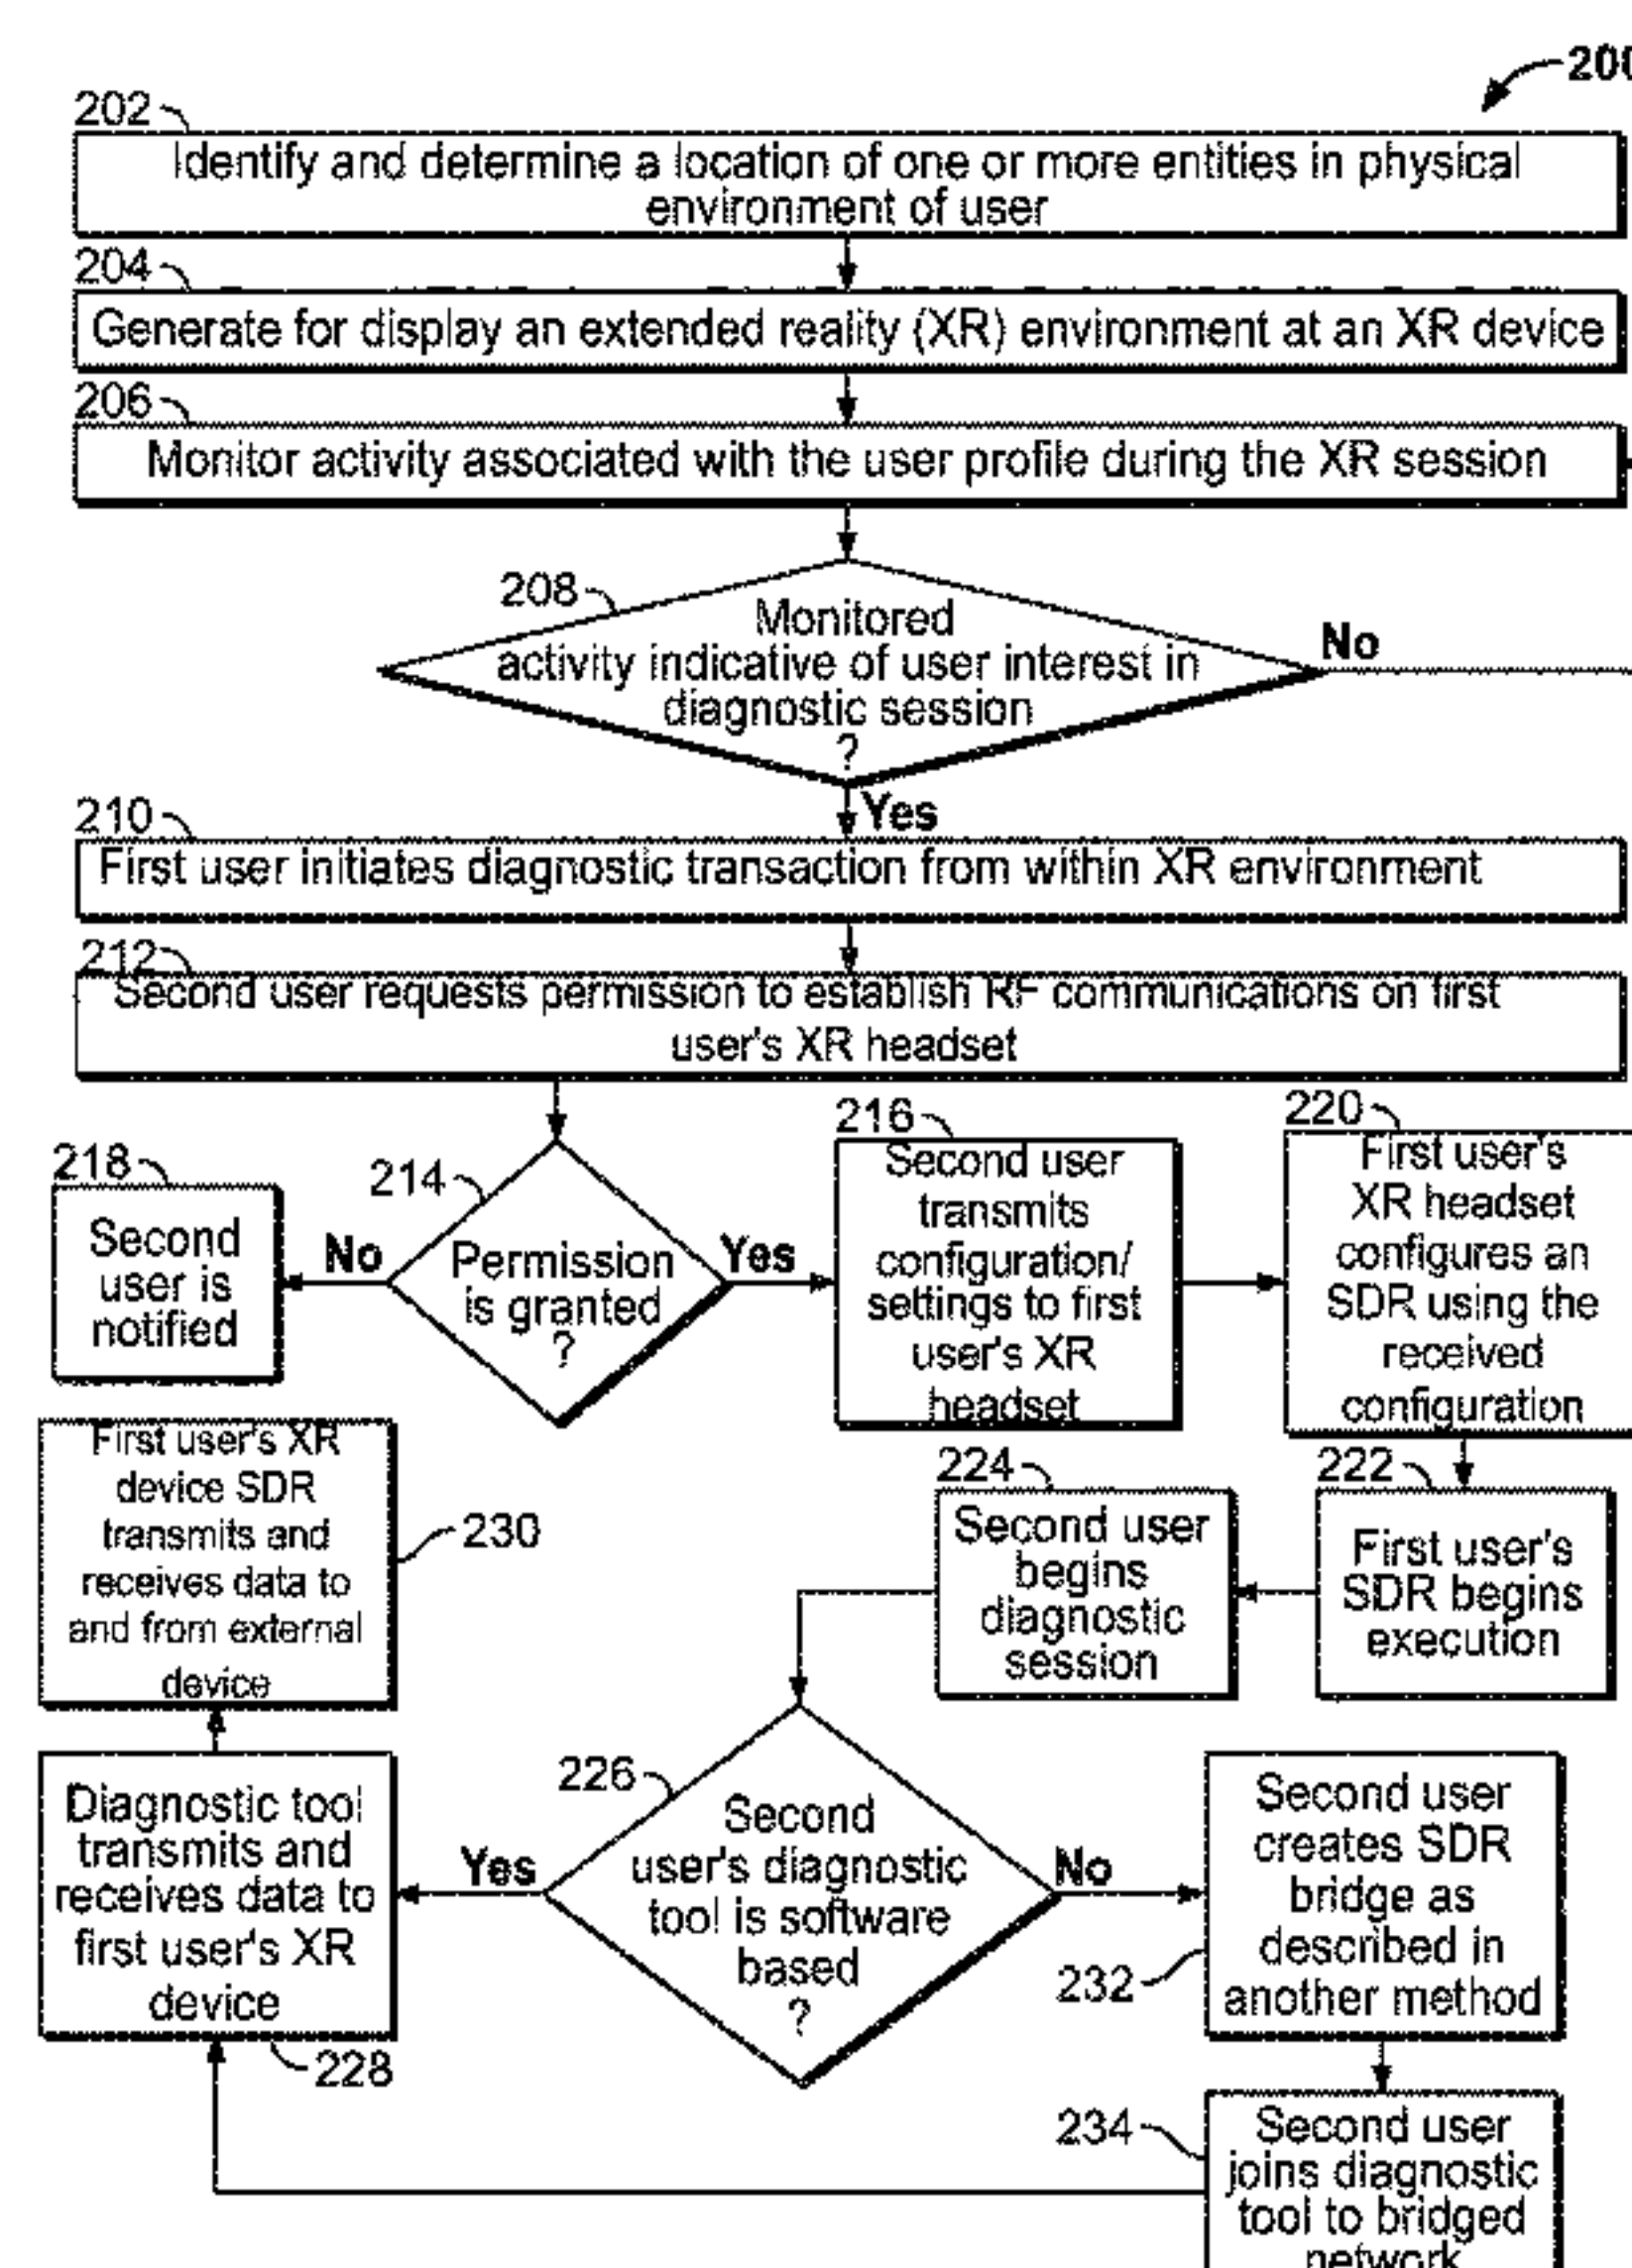 200
202
Identify and determine a location of one or more entities in physical
environment of user
204
Generate for display an extended reality (XR) environment at an XR device
206
Monitor activity associated with the user profile during the XR session
208
Monitored
activity indicative of user interest in
diagnostic session
?
No
Yes
210
First user initiates diagnostic transaction from within XR environment
212
Second user requests permission to establish RF communications on first
user's XR headset
214
Permission
is granted
?
No
Yes
218
Second
user is
notified
216
Second user
transmits
configuration/
settings to first
user's XR
headset
220
First user's
XR headset
configures an
SDR using the
received
configuration
222
First user's
SDR begins
execution
224
Second user
begins
diagnostic
session
226
Second
user's diagnostic
tool is software
based
?
Yes
No
228
Diagnostic tool
transmits and
receives data to
first user's XR
device
230
First user's XR
device SDR
transmits and
receives data to
and from external
device
232
Second user
creates SDR
bridge as
described in
another method
234
Second user
joins diagnostic
tool to bridged
network